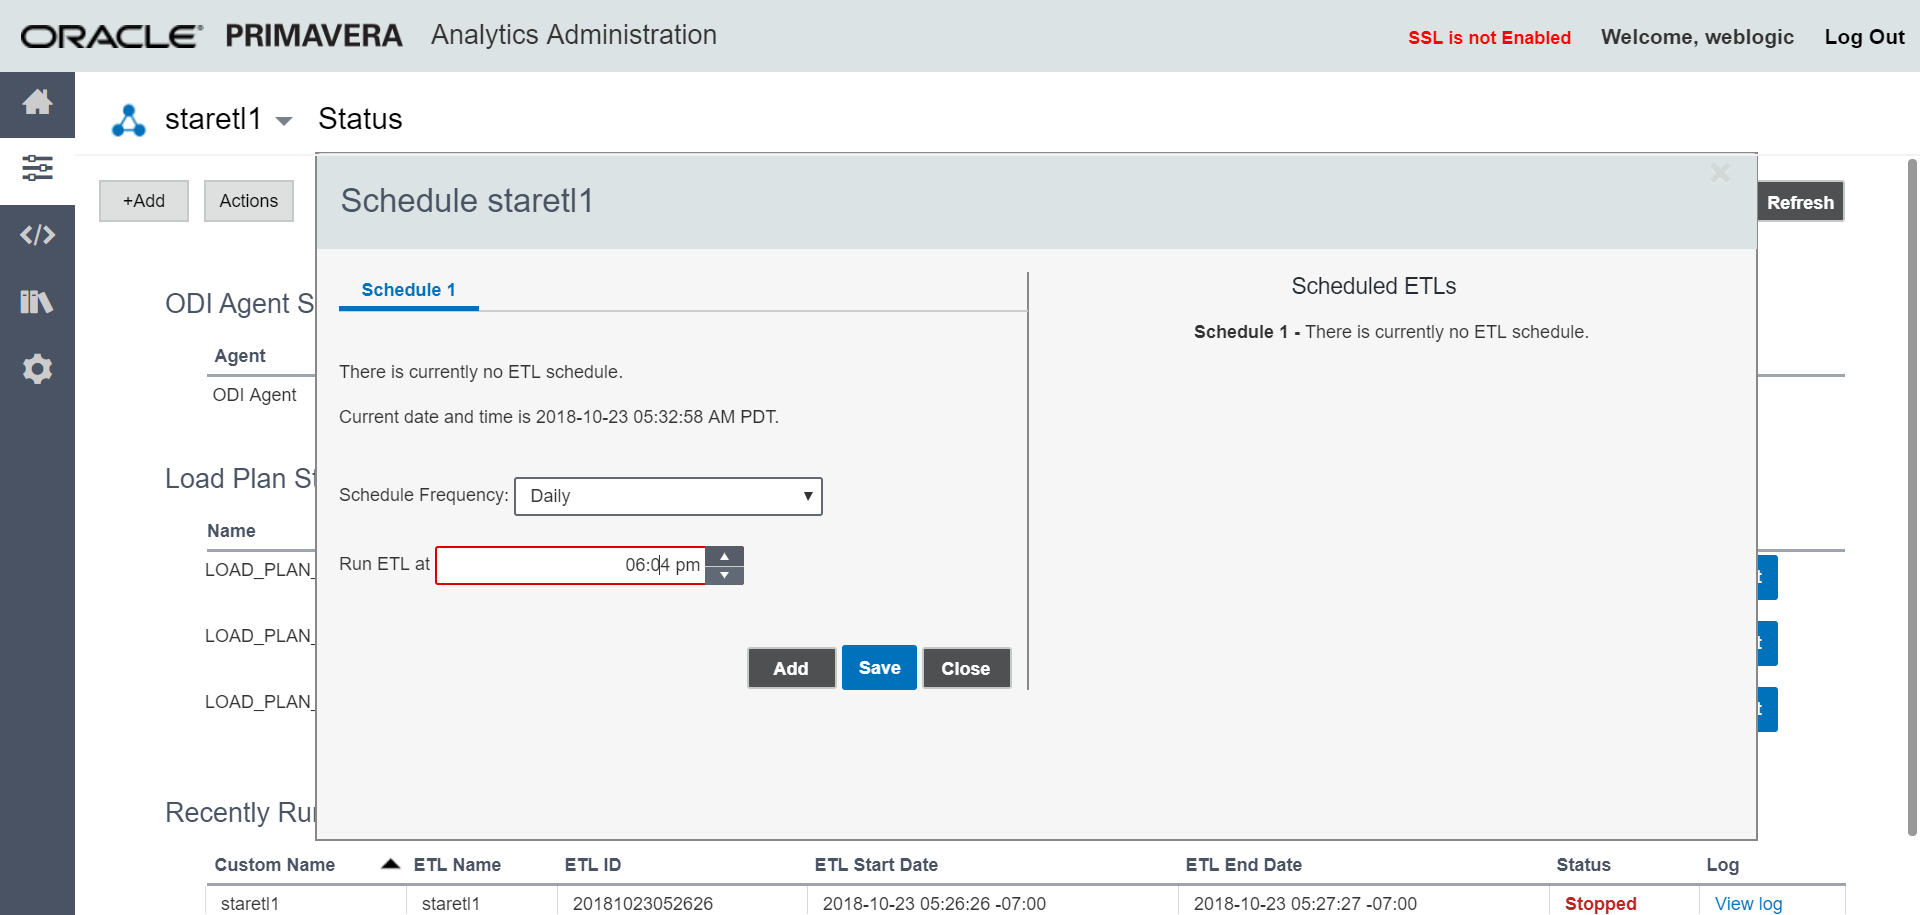 ORACLE PRIMAVERA Analytics Administration
SSL is not Enabled Welcome, weblogic Log Out
staretl1 Status
+Add Actions Refresh
Schedule staretl1
Schedule 1
There is currently no ETL schedule.
Current date and time is 2018-10-23 05:32:58 AM PDT.
Schedule Frequency: Daily
Run ETL at 06:04 pm
Add Save Close
Scheduled ETLs
Schedule 1 - There is currently no ETL schedule.
ODI Agent S
Agent
ODI Agent
Load Plan St
Name
LOAD_PLAN_
LOAD_PLAN_
LOAD_PLAN_
Recently Ru
Custom Name ETL Name ETL ID ETL Start Date ETL End Date Status Log
staretl1 staretl1 20181023052626 2018-10-23 05:26:26 -07:00 2018-10-23 05:27:27 -07:00 Stopped View log